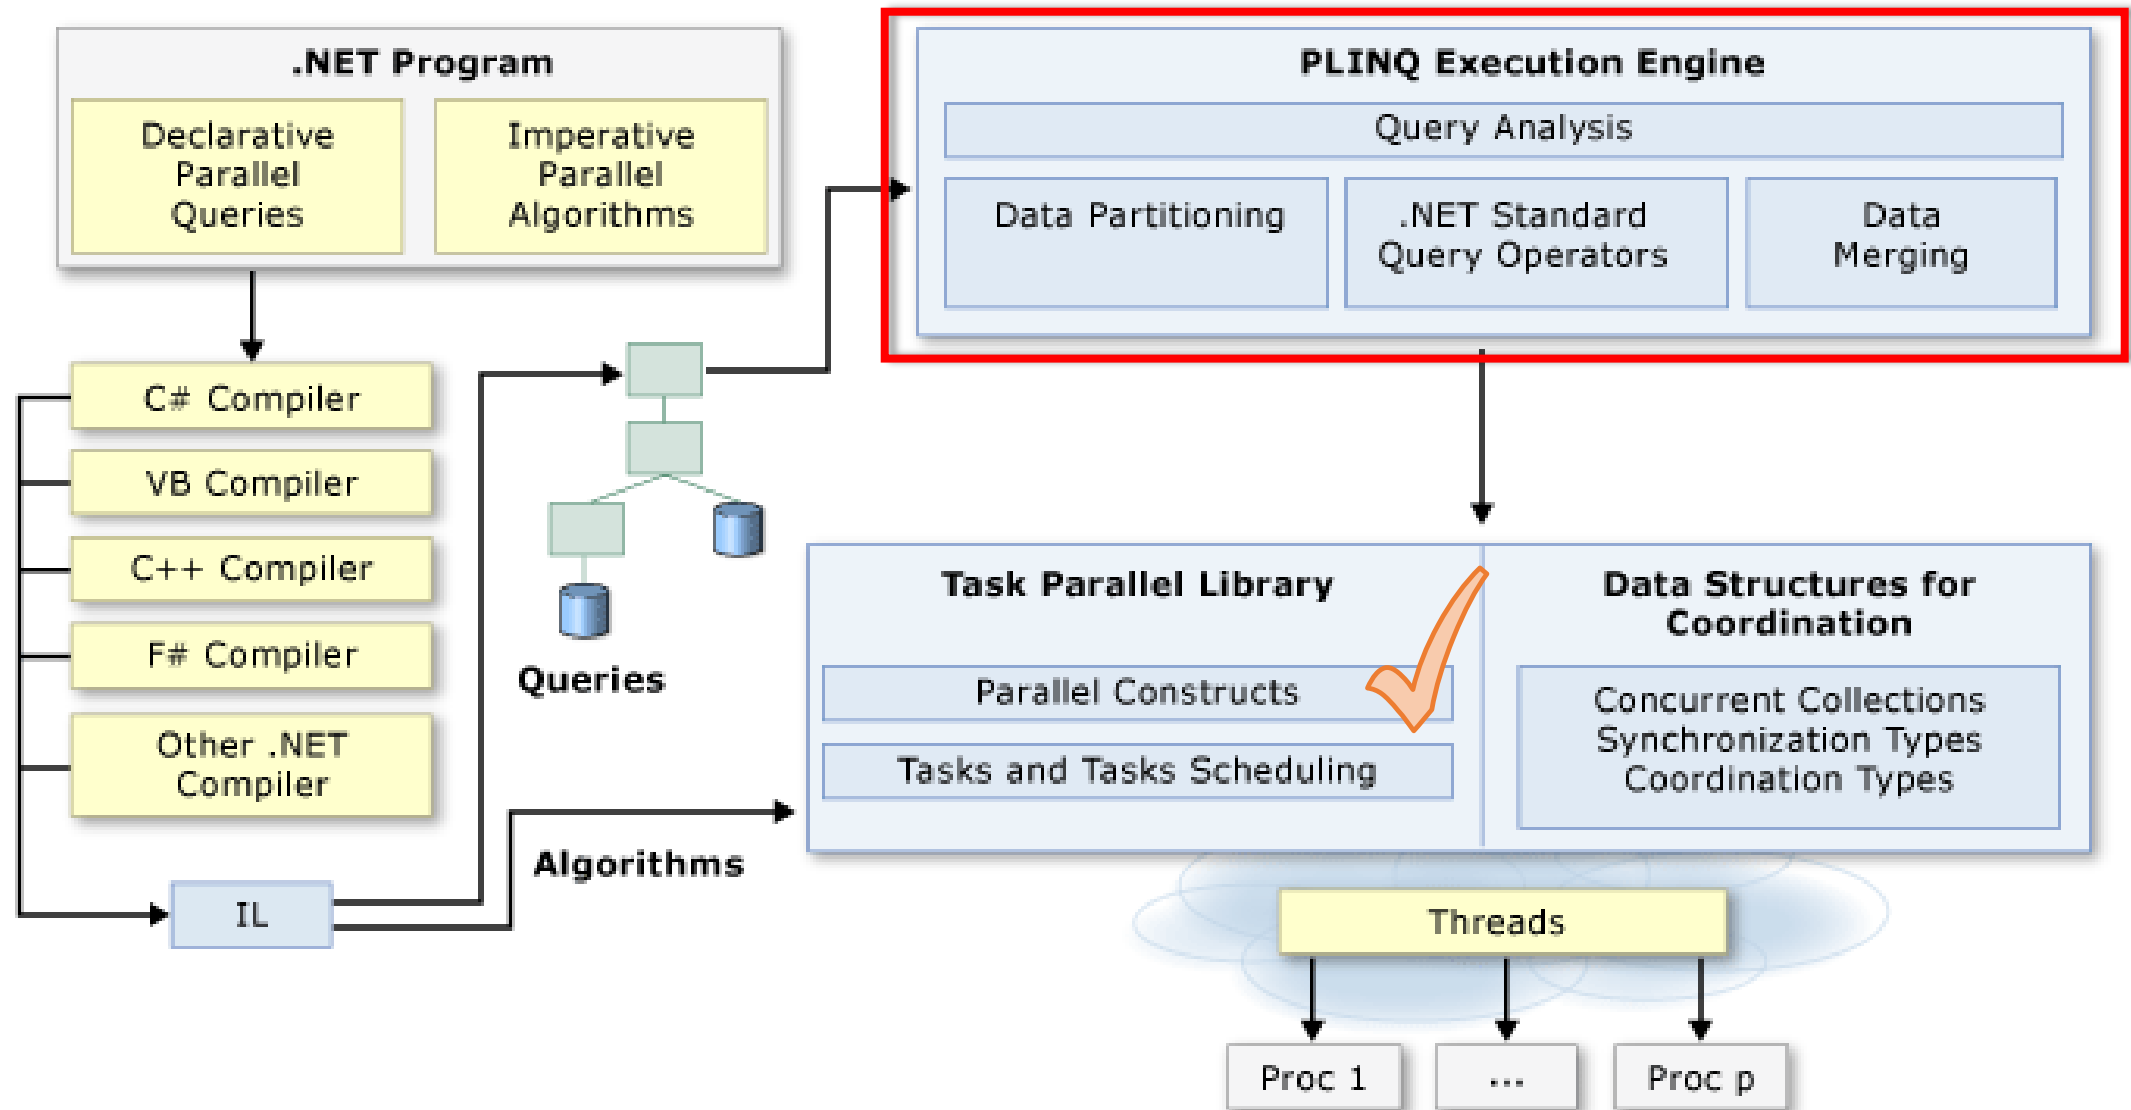 .NET Program
Declarative
Parallel
Queries
Imperative
Parallel
Algorithms
PLINQ Execution Engine
Query Analysis
Data Partitioning
.NET Standard
Query Operators
Data
Merging
C# Compiler
VB Compiler
C++ Compiler
F# Compiler
Other .NET
Compiler
IL
Queries
Algorithms
Task Parallel Library
Parallel Constructs
Tasks and Tasks Scheduling
Data Structures for
Coordination
Concurrent Collections
Synchronization Types
Coordination Types
Threads
Proc 1
...
Proc p